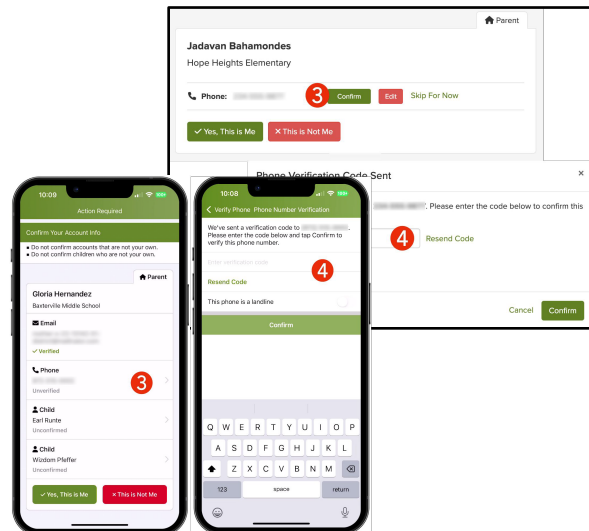 Parent
Jadavan Bahamondes
Hope Heights Elementary
Phone:
3
Confirm
Edit
Skip For Now
✓ Yes, This is Me
× This is Not Me
Phone Verification Code Sent
×
. Please enter the code below to confirm this
4
Resend Code
Cancel
Confirm
10:09
Action Required
Confirm Your Account Info
• Do not confirm accounts that are not your own.
• Do not confirm children who are not your own.
Parent
Gloria Hernandez
Baxterville Middle School
Email
✓ Verified
Phone
Unverified
3
Child
Earl Runte
Unconfirmed
Child
Wizdom Pfeffer
Unconfirmed
✓ Yes, This is Me
× This is Not Me
10:08
Verify Phone Phone Number Verification
We've sent a verification code to
Please enter the code below and tap Confirm to
verify this phone number.
Enter verification code
4
Resend Code
This phone is a landline
Confirm
Q W E R T Y U I O P
A S D F G H J K L
Z X C V B N M
123 space return